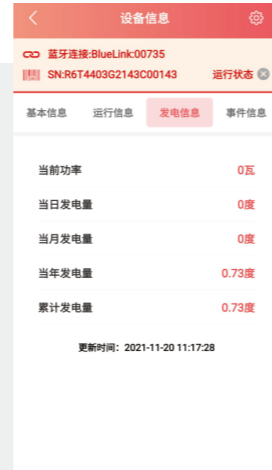 设备信息
蓝牙连接:BlueLink:00735
SN:R6T4403G2143C00143 运行状态
基本信息 运行信息 发电信息 事件信息
当前功率 0瓦
当日发电量 0度
当月发电量 0度
当年发电量 0.73度
累计发电量 0.73度
更新时间：2021-11-20 11:17:28